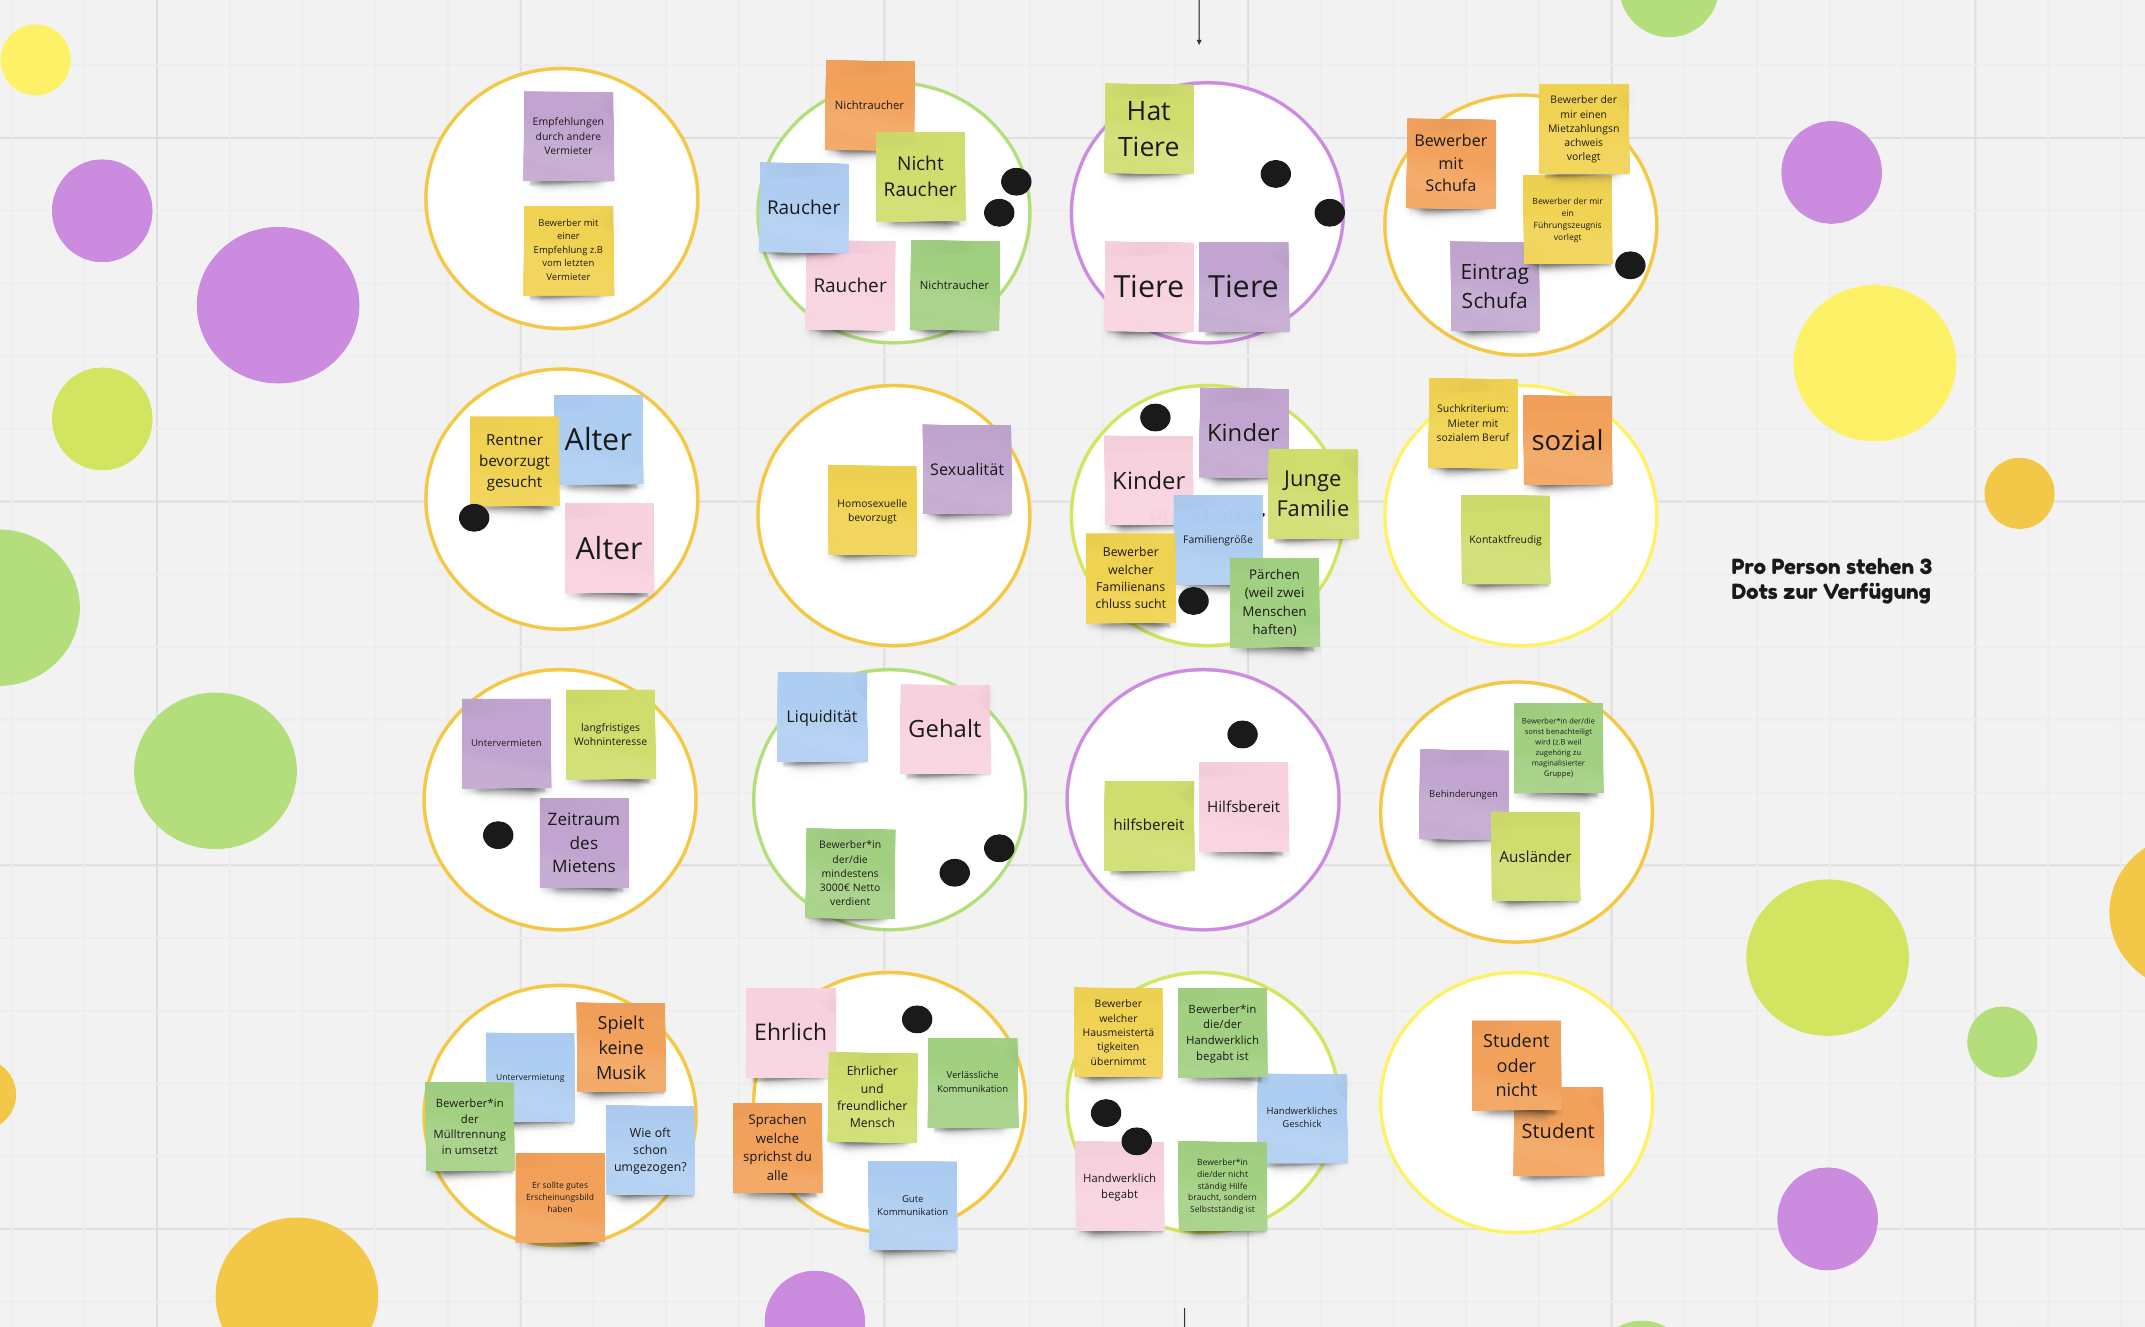 Empfehlungen
durch andere
Vermieter
Bewerber mit
einer
Empfehlung z.B
vom letzten
Vermieter
Nichtraucher
Nicht
Raucher
Raucher
Raucher
Nichtraucher
Hat
Tiere
Tiere
Tiere
Bewerber
mit
Schufa
Bewerber der
mir einen
Mietzahlungsn
achweis
vorlegt
Bewerber der mir
ein
Führungszeugnis
vorlegt
Eintrag
Schufa
Rentner
bevorzugt
gesucht
Alter
Alter
Homosexuelle
bevorzugt
Sexualität
Kinder
Kinder
Junge
Familie
Familiengröße
Bewerber
welcher
Familienans
chluss sucht
Pärchen
(weil zwei
Menschen
haften)
Suchkriterium:
Mieter mit
sozialem Beruf
sozial
Kontaktfreudig
Pro Person stehen 3
Dots zur Verfügung
Untervermieten
langfristiges
Wohninteresse
Zeitraum
des
Mietens
Liquidität
Gehalt
Bewerber*in
der/die
mindestens
3000€ Netto
verdient
hilfsbereit
Hilfsbereit
Bewerber*in der/die
sonst benachteiligt
wird (z.B weil
zugehörig zu
maginalisierter
Gruppe)
Behinderungen
Ausländer
Spielt
keine
Musik
Untervermietung
Bewerber*in
der
Mülltrennung
in umsetzt
Wie oft
schon
umgezogen?
Er sollte gutes
Erscheinungsbild
haben
Ehrlich
Ehrlicher
und
freundlicher
Mensch
Verlässliche
Kommunikation
Sprachen
welche
sprichst du
alle
Gute
Kommunikation
Bewerber
welcher
Hausmeistertä
tigkeiten
übernimmt
Bewerber*in
die/der
Handwerklich
begabt ist
Handwerkliches
Geschick
Handwerklich
begabt
Bewerber*in
die/der nicht
ständig Hilfe
braucht, sondern
Selbstständig ist
Student
oder
nicht
Student